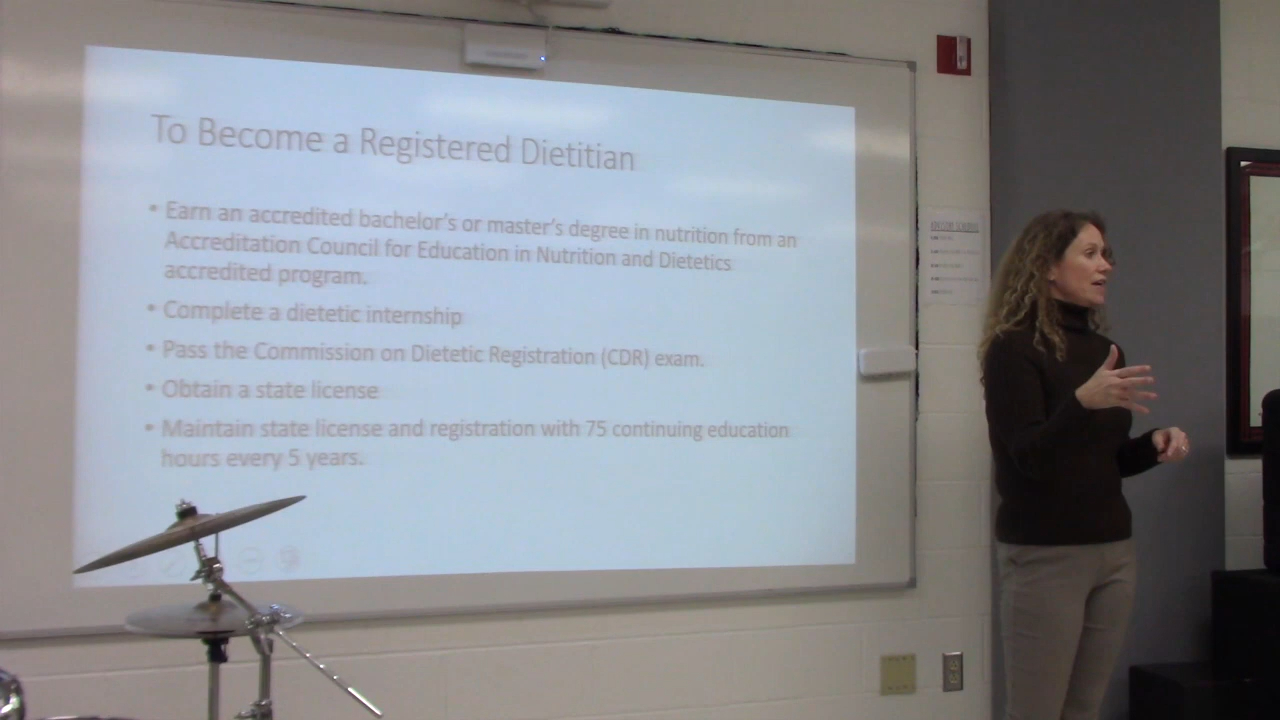 To Become a Registered Dietitian
• Earn an accredited bachelor's or master's degree in nutrition from an
Accreditation Council for Education in Nutrition and Dietetics
accredited program.
• Complete a dietetic internship
• Pass the Commission on Dietetic Registration (CDR) exam.
• Obtain a state license
• Maintain state license and registration with 75 continuing education
hours every 5 years.